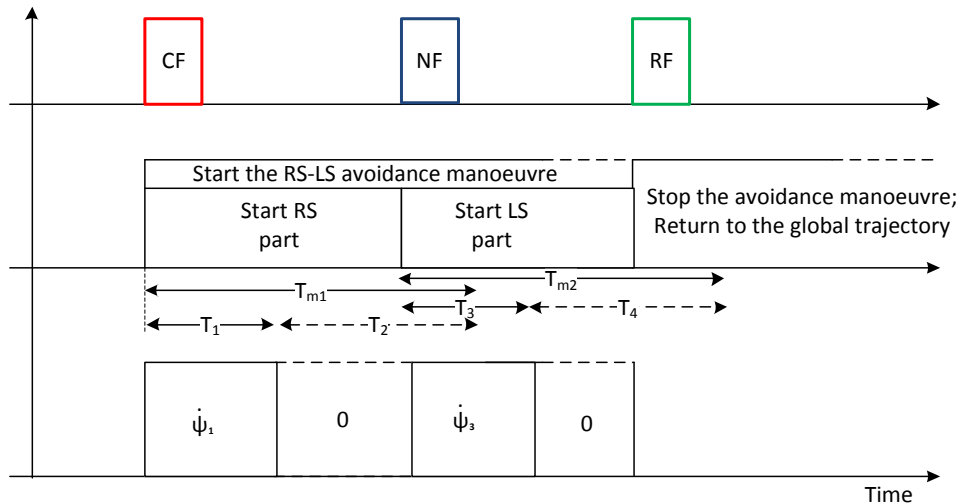 CF
NF
RF
Start the RS-LS avoidance manoeuvre
Start RS
part
Start LS
part
Stop the avoidance manoeuvre;
Return to the global trajectory
Tm1
Tm2
T1
T2
T3
T4
ψ̇1
0
ψ̇3
0
Time